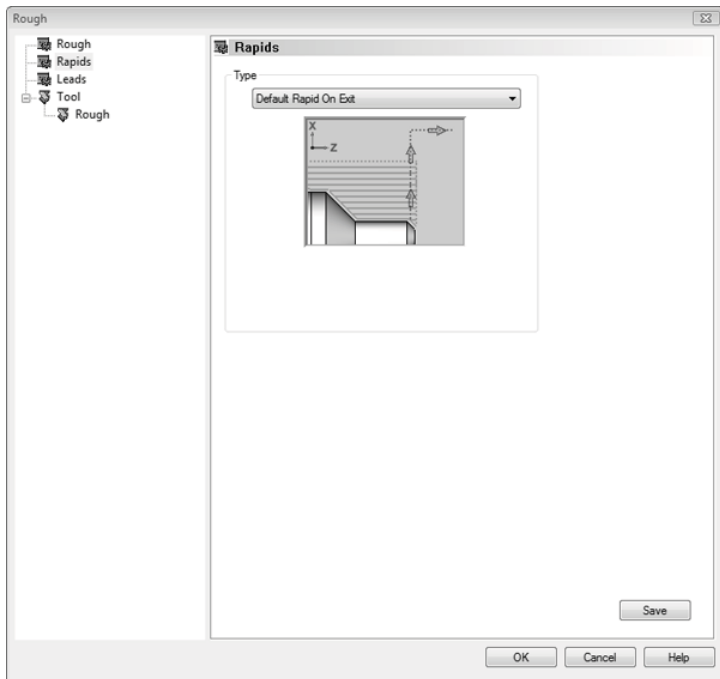 Rough
Rough
Rapids
Leads
Tool
Rough
Rapids
Type
Default Rapid On Exit
X
Z
Save
OK
Cancel
Help